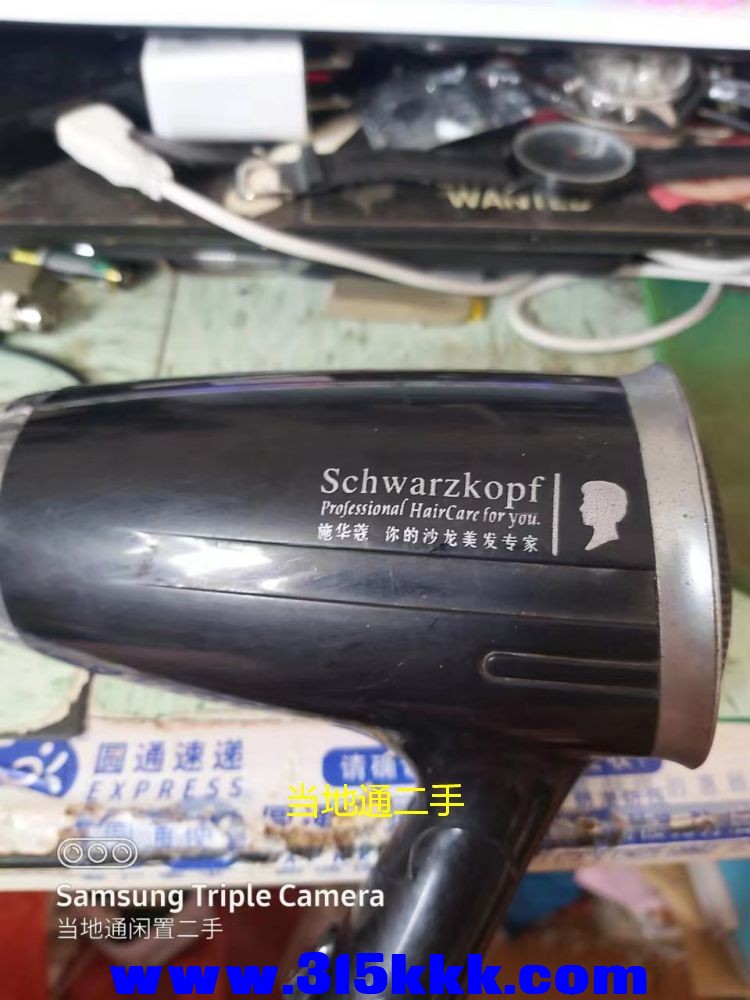 WANTED
Schwarzkopf
Professional HairCare for you.
施华蔻 你的沙龙美发专家
圆通速递
EXPRESS
请确
当地通二手
Samsung Triple Camera
当地通闲置二手
www.315kkk.com